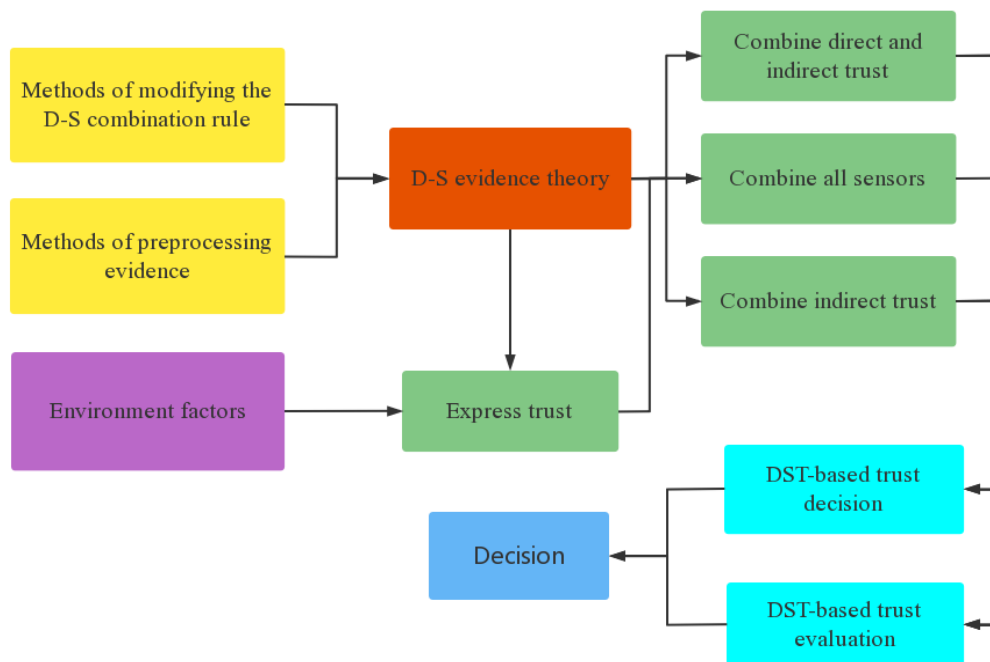 Methods of modifying the
D-S combination rule
Methods of preprocessing
evidence
Environment factors
D-S evidence theory
Express trust
Combine direct and
indirect trust
Combine all sensors
Combine indirect trust
DST-based trust
decision
DST-based trust
evaluation
Decision